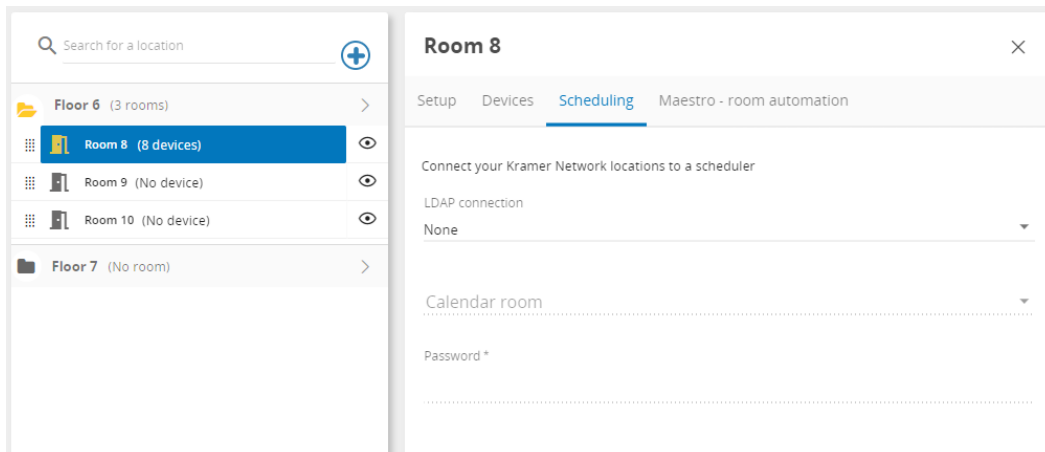 Search for a location
Floor 6 (3 rooms)
Room 8 (8 devices)
Room 9 (No device)
Room 10 (No device)
Floor 7 (No room)
Room 8
Setup Devices Scheduling Maestro - room automation
Connect your Kramer Network locations to a scheduler
LDAP connection
None
Calendar room
Password *